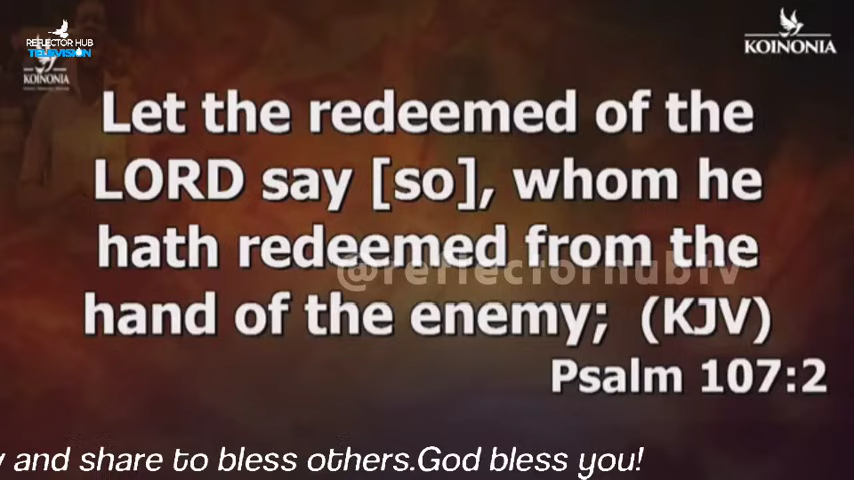 REFLECTOR HUB
TELEVISION
KOINONIA
KOINONIA
Let the redeemed of the
LORD say [so], whom he
hath redeemed from the
@reflectorhubtv
hand of the enemy; (KJV)
Psalm 107:2
and share to bless others.God bless you!